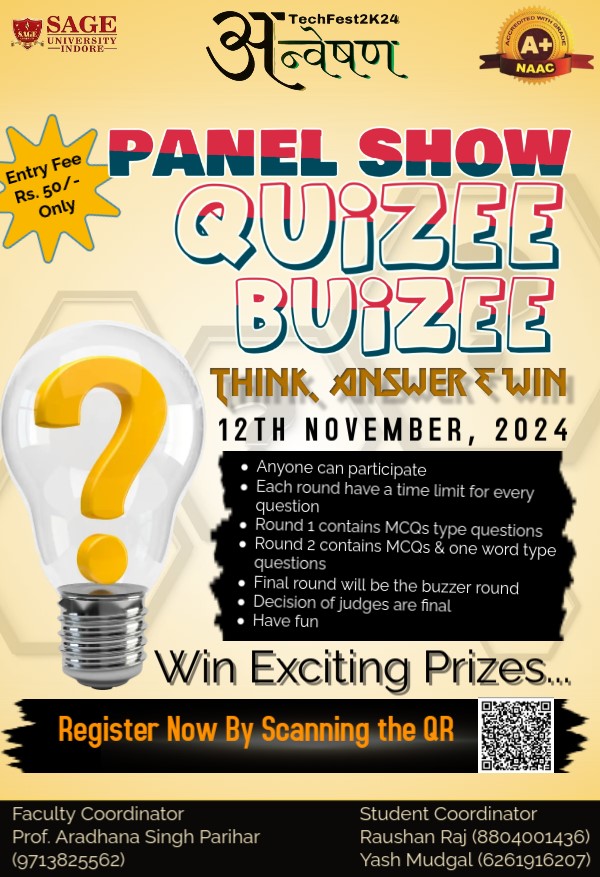 SAGE
UNIVERSITY
INDORE
TechFest2K24
अन्वेषण
ACCREDITED WITH GRADE
A+
NAAC
Entry Fee
Rs. 50/-
Only
PANEL SHOW
QUiZEE
BUiZEE
THINK, ANSWER & WIN
12TH NOVEMBER, 2024
• Anyone can participate
• Each round have a time limit for every
question
• Round 1 contains MCQs type questions
• Round 2 contains MCQs & one word type
questions
• Final round will be the buzzer round
• Decision of judges are final
• Have fun
Win Exciting Prizes...
Register Now By Scanning the QR
Faculty Coordinator
Prof. Aradhana Singh Parihar
(9713825562)
Student Coordinator
Raushan Raj (8804001436)
Yash Mudgal (6261916207)